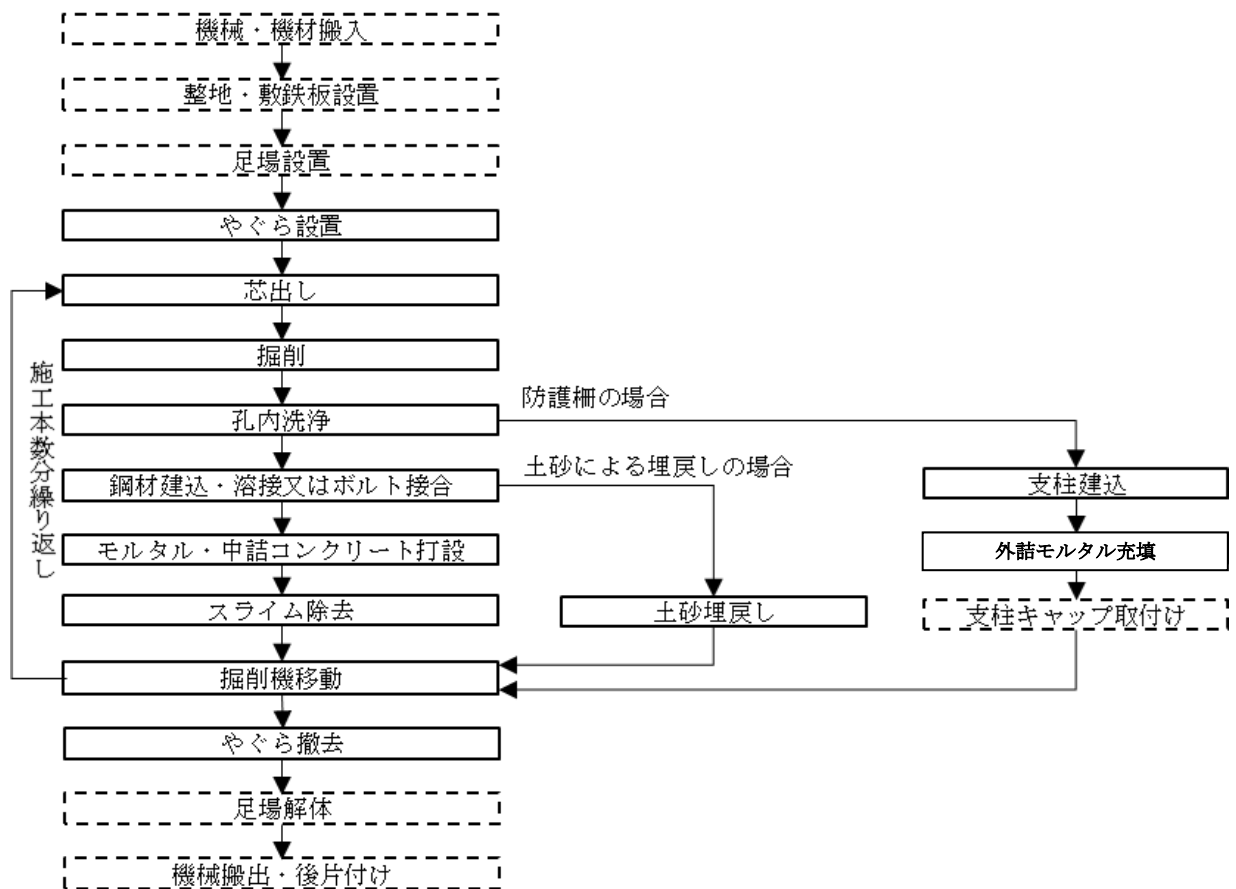 機械・機材搬入
整地・敷鉄板設置
足場設置
やぐら設置
芯出し
掘削
孔内洗浄
防護柵の場合
鋼材建込・溶接又はボルト接合
土砂による埋戻しの場合
支柱建込
モルタル・中詰コンクリート打設
外詰モルタル充填
スライム除去
土砂埋戻し
支柱キャップ取付け
掘削機移動
施工本数分繰り返し
やぐら撤去
足場解体
機械搬出・後片付け